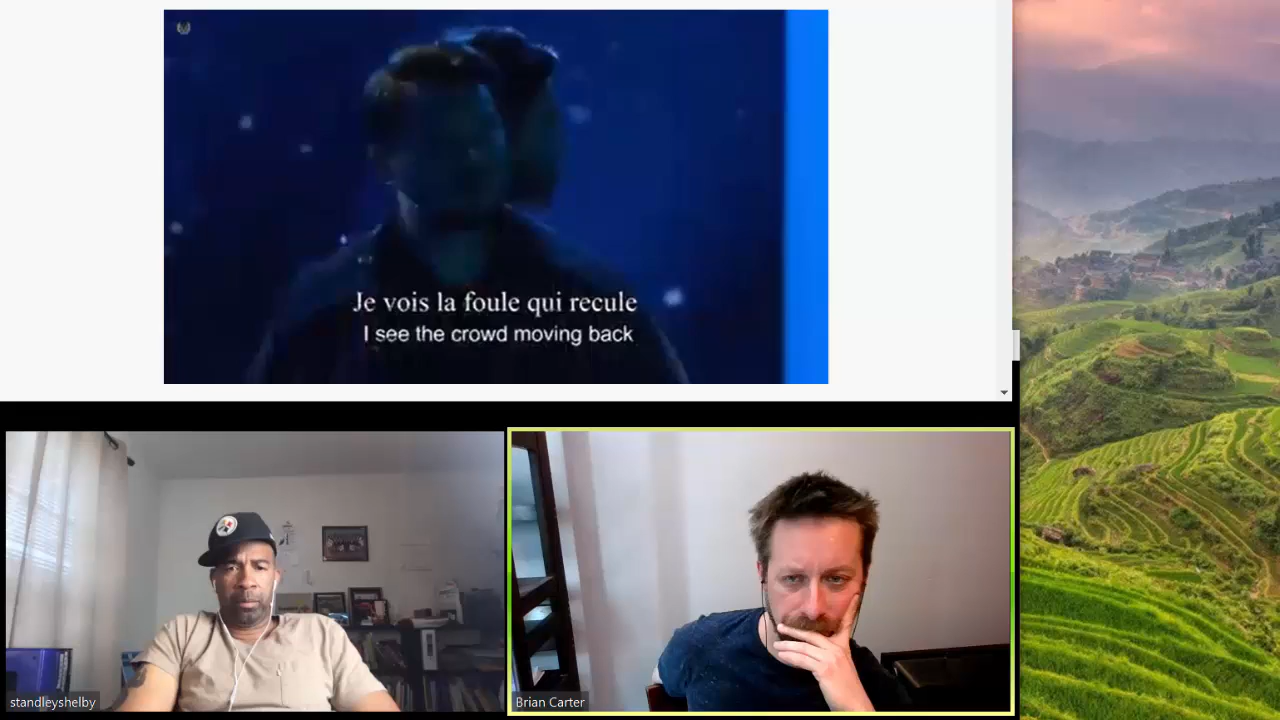 Je vois la foule qui recule
I see the crowd moving back
standleyshelby
Brian Carter